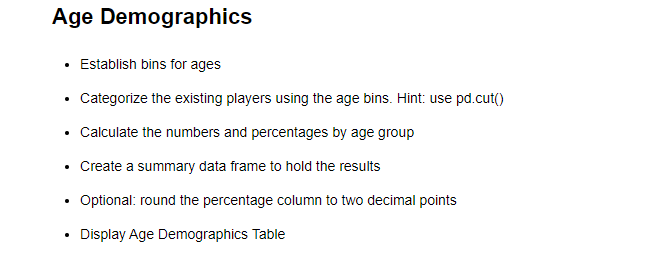 Age Demographics
• Establish bins for ages
• Categorize the existing players using the age bins. Hint: use pd.cut()
• Calculate the numbers and percentages by age group
• Create a summary data frame to hold the results
• Optional: round the percentage column to two decimal points
• Display Age Demographics Table